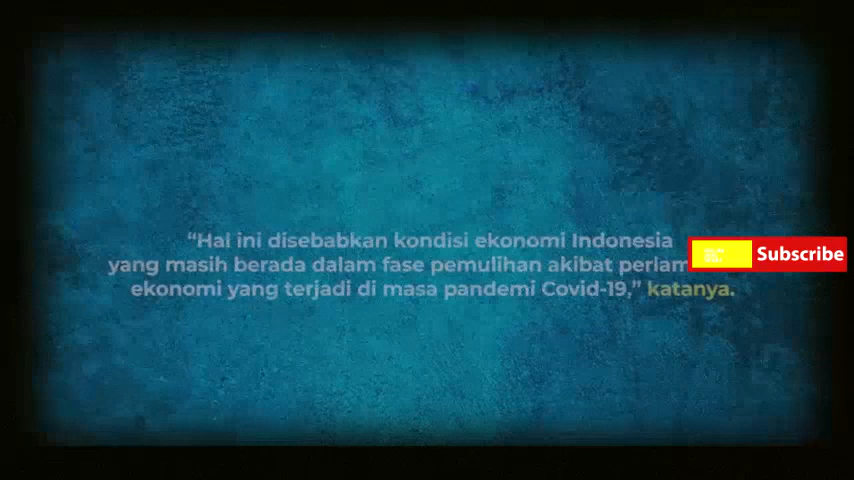 “Hal ini disebabkan kondisi ekonomi Indonesia
yang masih berada dalam fase pemulihan akibat
ekonomi yang terjadi di masa pandemi Covid-19,” katanya.
Subscribe